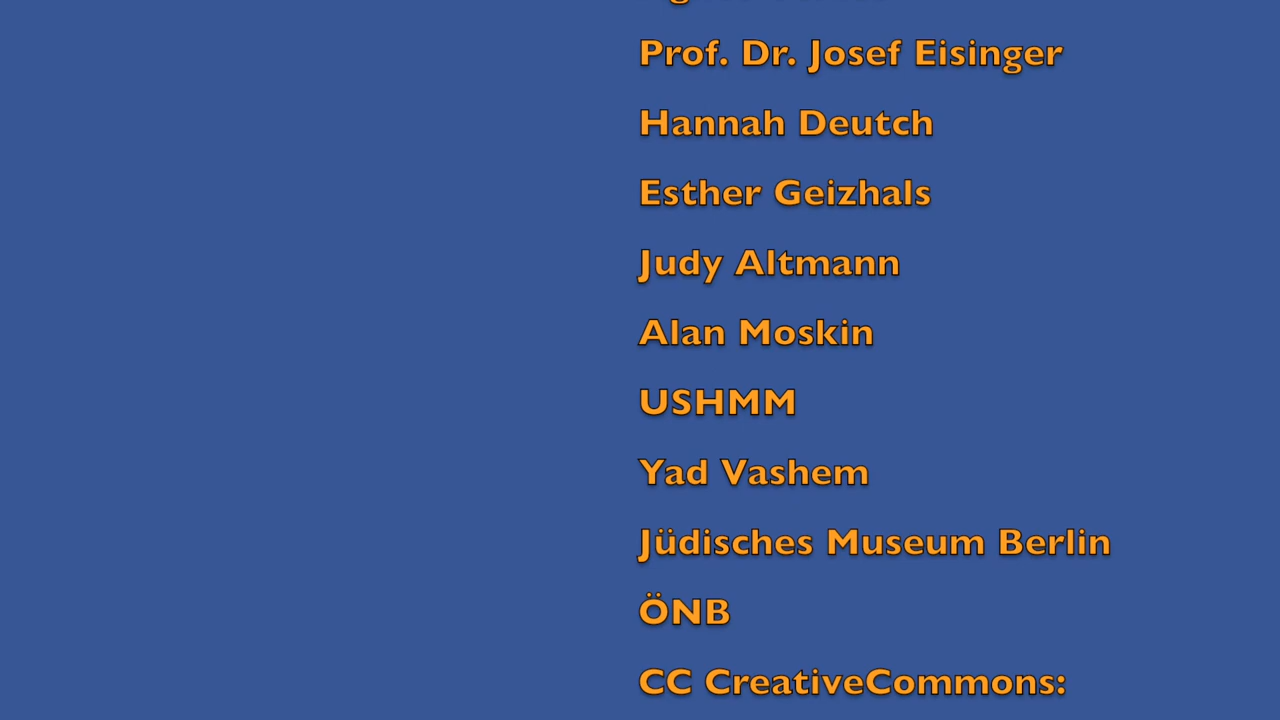 Prof. Dr. Josef Eisinger
Hannah Deutch
Esther Geizhals
Judy Altmann
Alan Moskin
USHMM
Yad Vashem
Jüdisches Museum Berlin
ÖNB
CC CreativeCommons: